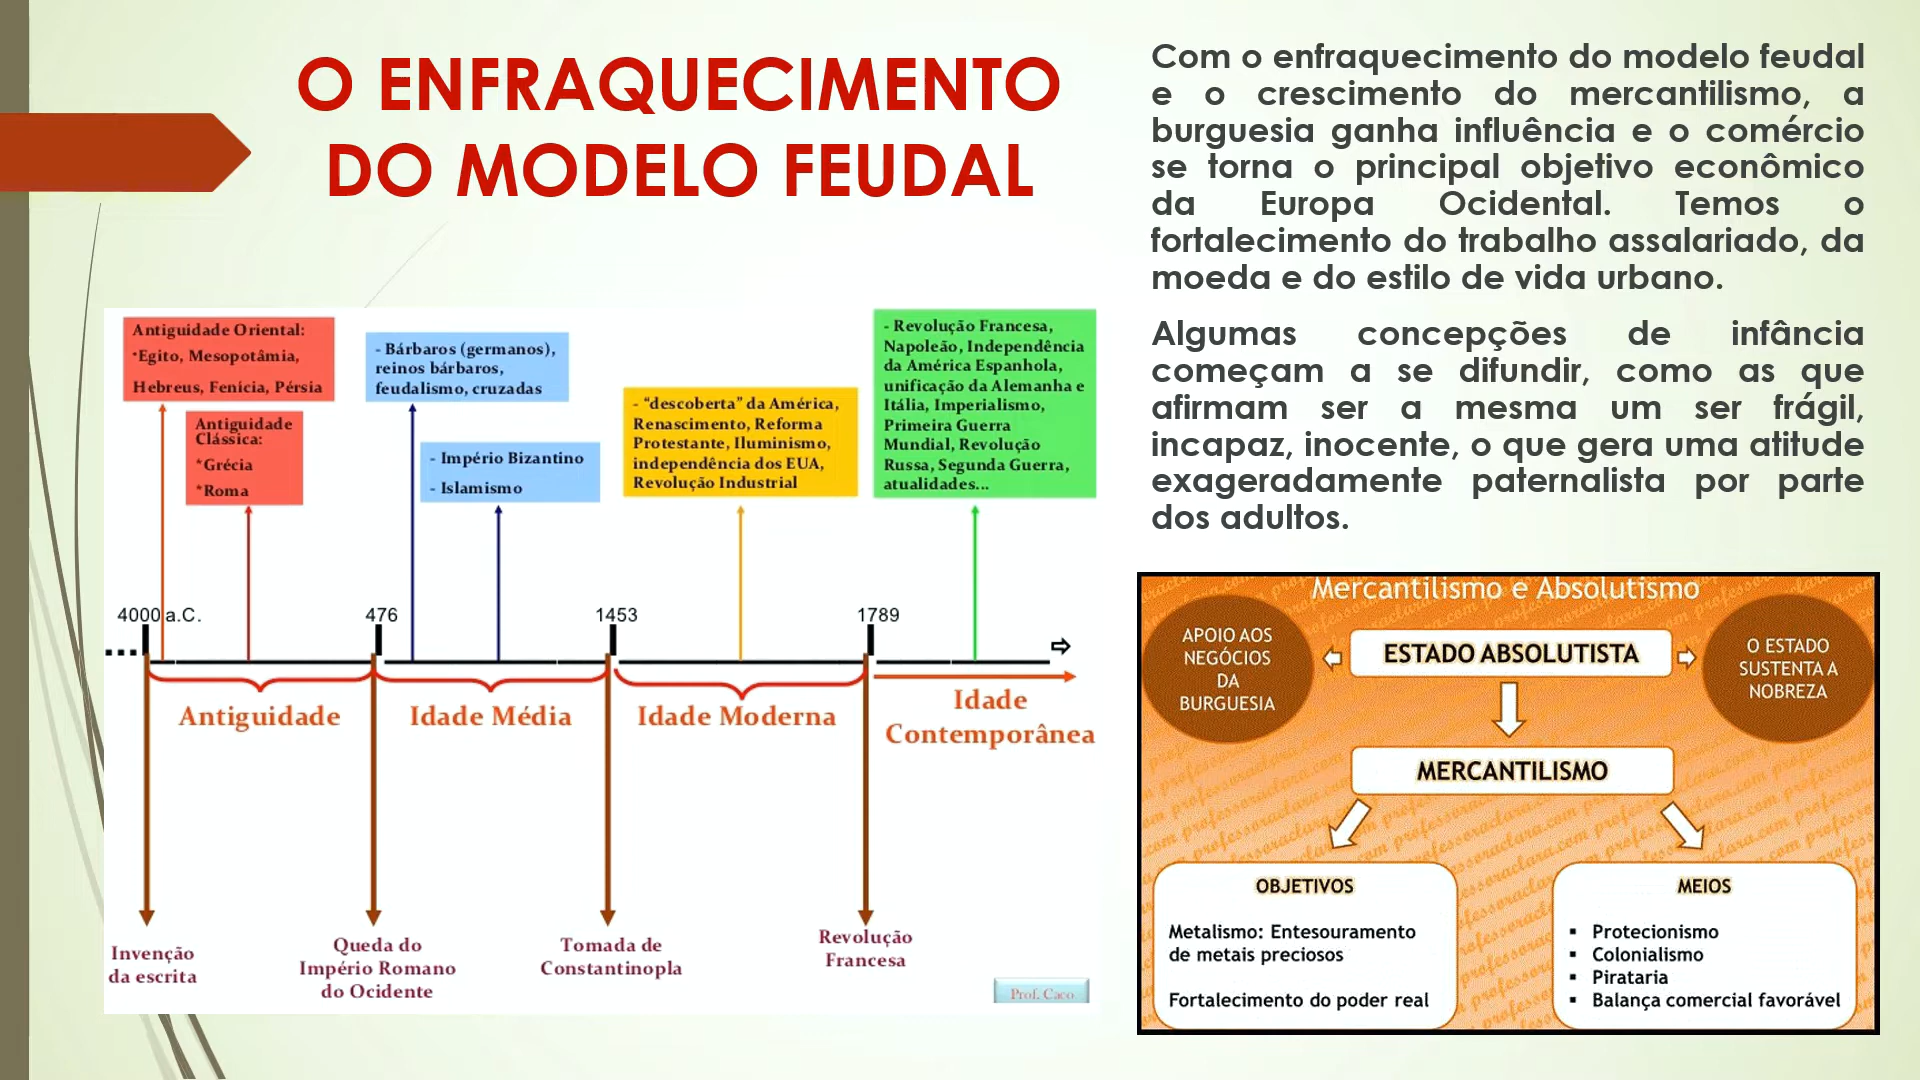 O ENFRAQUECIMENTO
DO MODELO FEUDAL
Com o enfraquecimento do modelo feudal
e o crescimento do mercantilismo, a
burguesia ganha influência e o comércio
se torna o principal objetivo econômico
da Europa Ocidental. Temos o
fortalecimento do trabalho assalariado, da
moeda e do estilo de vida urbano.
Algumas concepções de infância
começam a se difundir, como as que
afirmam ser a mesma um ser frágil,
incapaz, inocente, o que gera uma atitude
exageradamente paternalista por parte
dos adultos.
Antiguidade Oriental:
*Egito, Mesopotâmia,
Hebreus, Fenícia, Pérsia
Antiguidade
Clássica:
*Grécia
*Roma
- Bárbaros (germanos),
reinos bárbaros,
feudalismo, cruzadas
- Império Bizantino
- Islamismo
- “descoberta” da América,
Renascimento, Reforma
Protestante, Iluminismo,
independência dos EUA,
Revolução Industrial
- Revolução Francesa,
Napoleão, Independência
da América Espanhola,
unificação da Alemanha e
Itália, Imperialismo,
Primeira Guerra
Mundial, Revolução
Russa, Segunda Guerra,
atualidades...
4000 a.C.
476
1453
1789
Antiguidade
Idade Média
Idade Moderna
Idade
Contemporânea
Invenção
da escrita
Queda do
Império Romano
do Ocidente
Tomada de
Constantinopla
Revolução
Francesa
Prof. Caco
Mercantilismo e Absolutismo
APOIO AOS
NEGÓCIOS
DA
BURGUESIA
ESTADO ABSOLUTISTA
O ESTADO
SUSTENTA A
NOBREZA
MERCANTILISMO
OBJETIVOS
Metalismo: Entesouramento
de metais preciosos
Fortalecimento do poder real
MEIOS
▪ Protecionismo
▪ Colonialismo
▪ Pirataria
▪ Balança comercial favorável
professoraclara.com